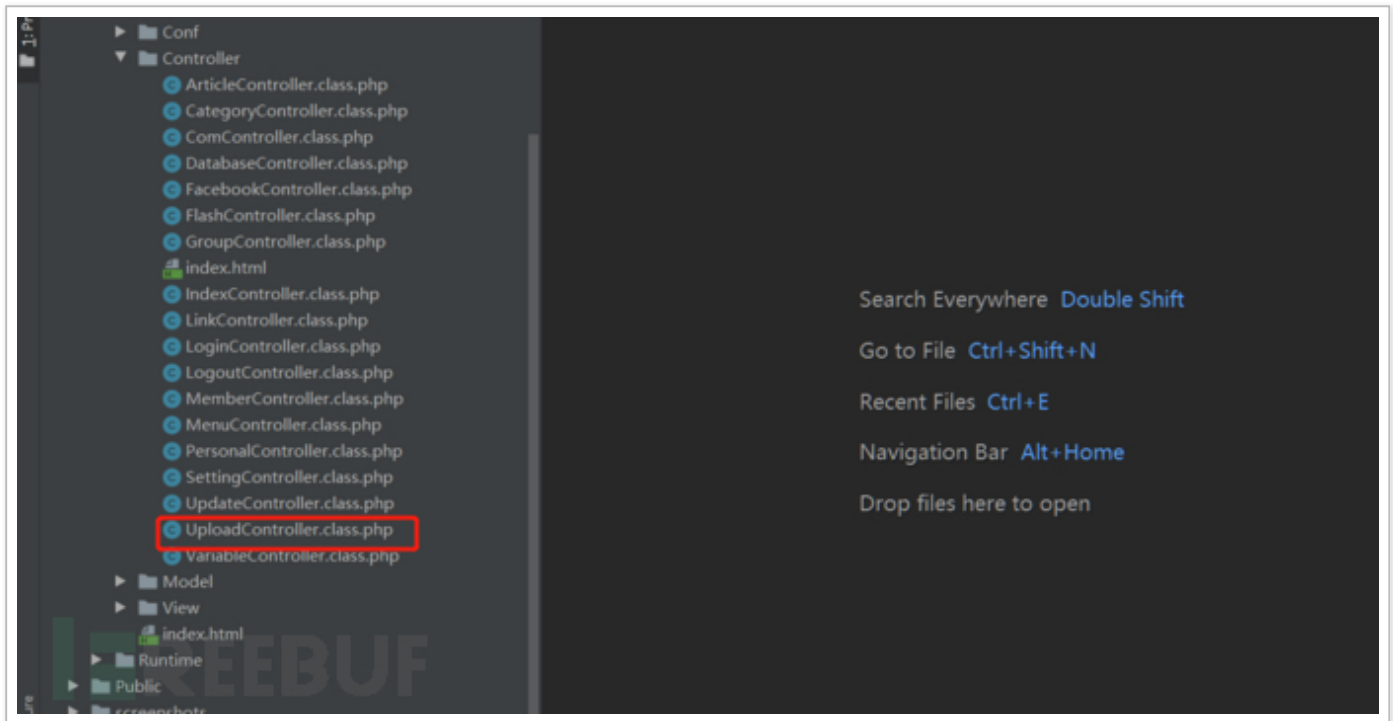 1: Pr
Conf
Controller
ArticleController.class.php
CategoryController.class.php
ComController.class.php
DatabaseController.class.php
FacebookController.class.php
FlashController.class.php
GroupController.class.php
index.html
IndexController.class.php
LinkController.class.php
LoginController.class.php
LogoutController.class.php
MemberController.class.php
MenuController.class.php
PersonalController.class.php
SettingController.class.php
UpdateController.class.php
UploadController.class.php
VariableController.class.php
Model
View
index.html
Runtime
Public
screenshots
REEBUF
Search Everywhere Double Shift
Go to File Ctrl+Shift+N
Recent Files Ctrl+E
Navigation Bar Alt+Home
Drop files here to open